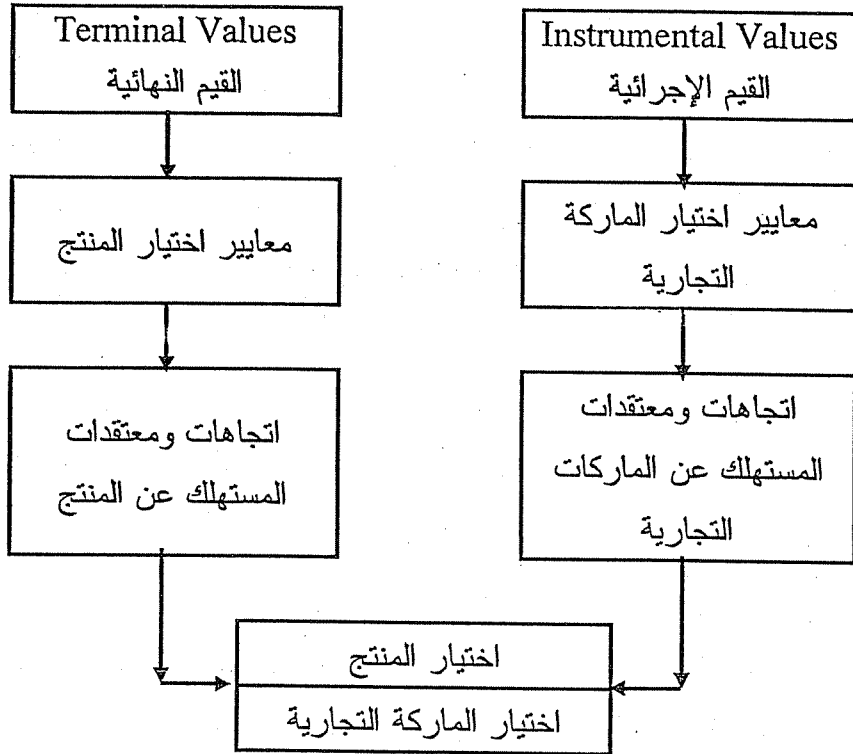 Terminal Values
القيم النهائية
Instrumental Values
القيم الإجرائية
معايير اختيار المنتج
معايير اختيار الماركة
التجارية
اتجاهات ومعتقدات
المستهلك عن المنتج
اتجاهات ومعتقدات
المستهلك عن الماركات
التجارية
اختيار المنتج
اختيار الماركة التجارية